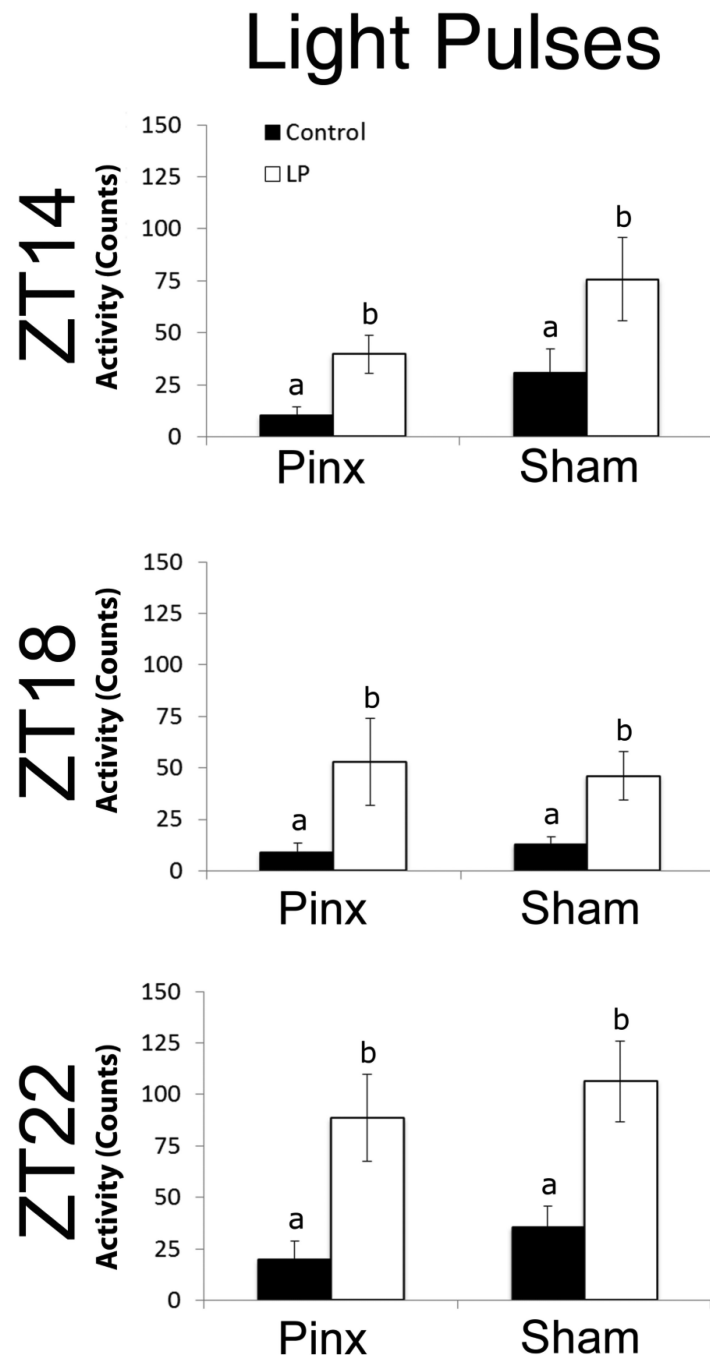 Light Pulses
ZT14
Activity (Counts)
150
125
100
75
50
25
0
Control
LP
a
b
a
b
Pinx
Sham
ZT18
Activity (Counts)
150
125
100
75
50
25
0
a
b
a
b
Pinx
Sham
ZT22
Activity (Counts)
150
125
100
75
50
25
0
a
b
a
b
Pinx
Sham